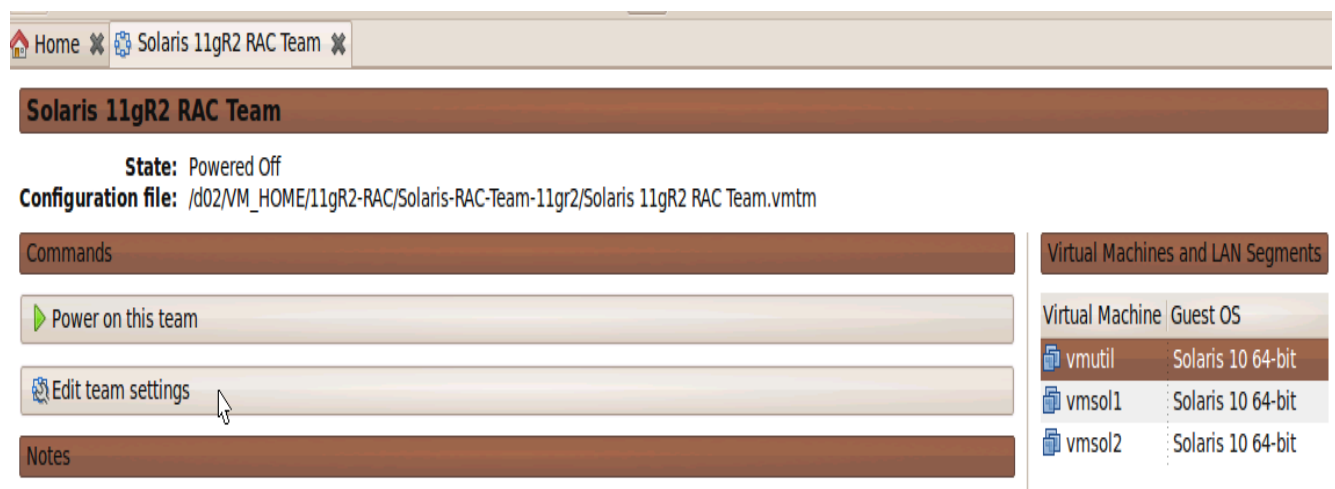 Home Solaris 11gR2 RAC Team
Solaris 11gR2 RAC Team
State: Powered Off
Configuration file: /d02/VM_HOME/11gR2-RAC/Solaris-RAC-Team-11gr2/Solaris 11gR2 RAC Team.vmtm
Commands
Power on this team
Edit team settings
Notes
Virtual Machines and LAN Segments
Virtual Machine Guest OS
vmutil Solaris 10 64-bit
vmsol1 Solaris 10 64-bit
vmsol2 Solaris 10 64-bit